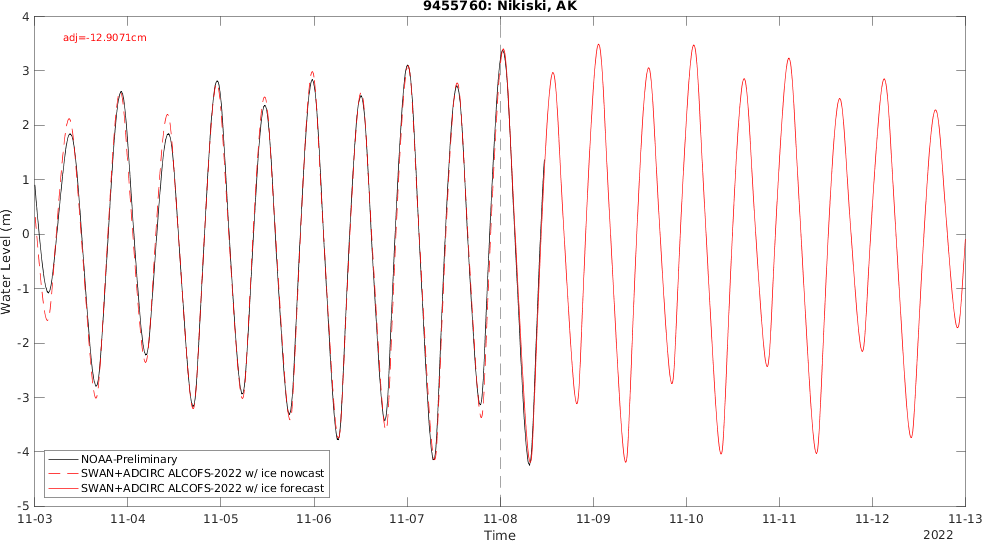 9455760: Nikiski, AK
adj=-12.9071cm
4
3
2
1
0
-1
-2
-3
-4
-5
Water Level (m)
NOAA-Preliminary
SWAN+ADCIRC ALCOFS-2022 w/ ice nowcast
SWAN+ADCIRC ALCOFS-2022 w/ ice forecast
11-03 11-04 11-05 11-06 11-07 11-08 11-09 11-10 11-11 11-12 11-13
Time
2022